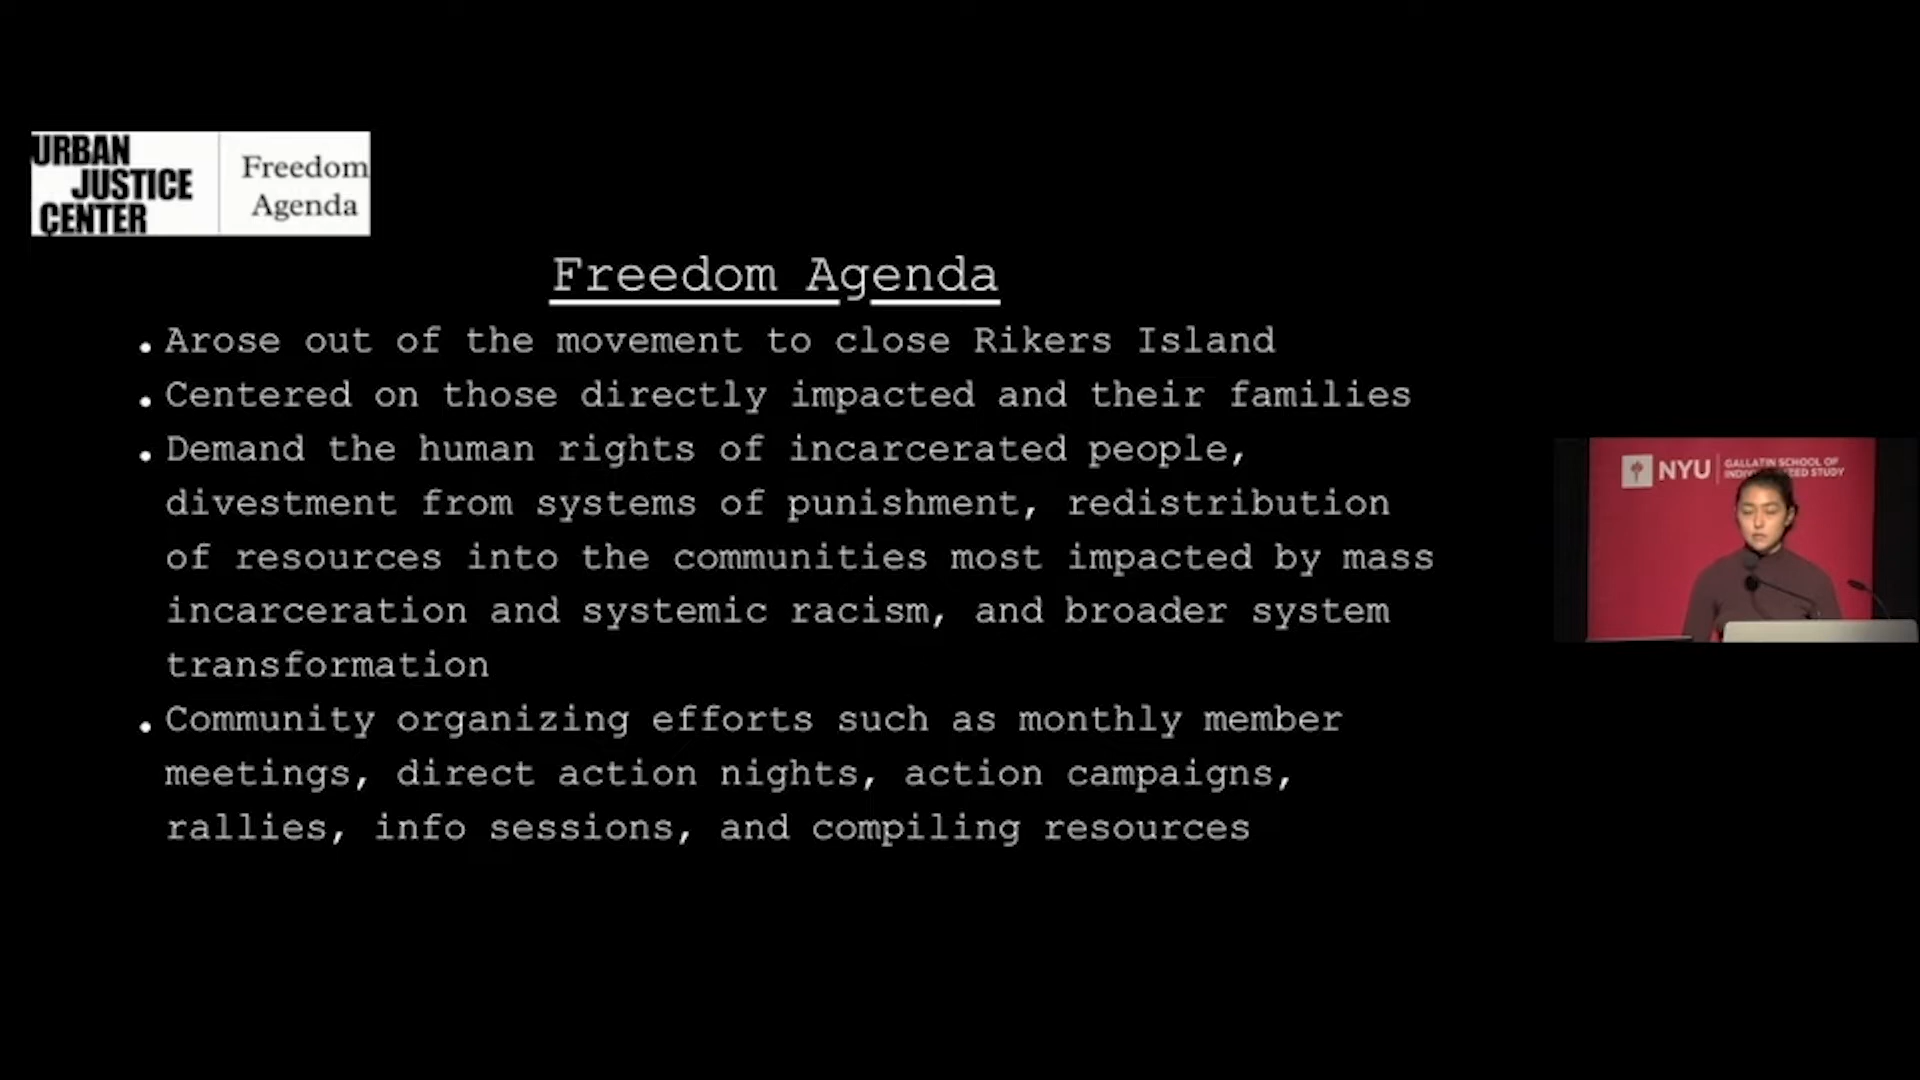 URBAN
JUSTICE
CENTER
Freedom
Agenda
Freedom Agenda
• Arose out of the movement to close Rikers Island
• Centered on those directly impacted and their families
• Demand the human rights of incarcerated people,
divestment from systems of punishment, redistribution
of resources into the communities most impacted by mass
incarceration and systemic racism, and broader system
transformation
• Community organizing efforts such as monthly member
meetings, direct action nights, action campaigns,
rallies, info sessions, and compiling resources
NYU
GALLATIN SCHOOL OF
STUDY